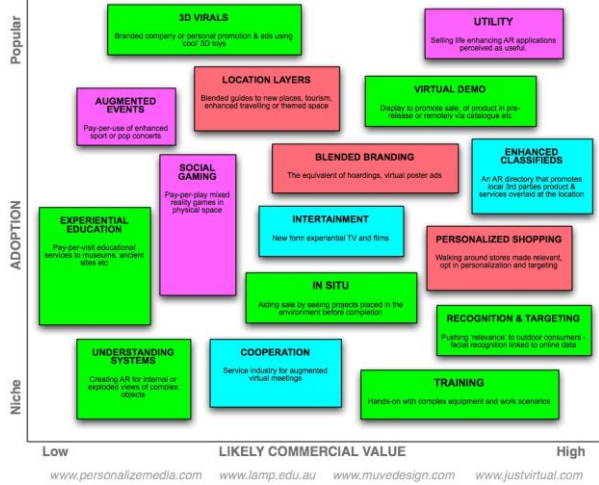 3D VIRALS
Branded company or personal promotion & ads using
'cool' 3D toys
UTILITY
Selling life enhancing AR applications
perceived as useful.
LOCATION LAYERS
Blended guides to new places, tourism,
enhanced travelling or themed space
VIRTUAL DEMO
Display to promote sale, of product in pre-
release or remotely via catalogue etc
AUGMENTED
EVENTS
Pay-per-use of enhanced
sport or pop concerts
SOCIAL
GAMING
Pay-per-play mixed
reality games in
physical space
BLENDED BRANDING
The equivalent of hoardings, virtual poster ads
ENHANCED
CLASSIFIEDS
An AR directory that promotes
local 3rd parties product &
services overlaid at the location
EXPERIENTIAL
EDUCATION
Pay-per-visit educational
services to museums, ancient
sites etc
INTERTAINMENT
New form experiential TV and films
PERSONALIZED SHOPPING
Walking around stores made relevant,
opt in personalization and targeting
IN SITU
Aiding sale by seeing projects placed in the
environment before completion
RECOGNITION & TARGETING
Pushing 'relevance' to outdoor consumers -
facial recognition linked to online data
UNDERSTANDING
SYSTEMS
Creating AR for internal or
exploded views of complex
objects
COOPERATION
Service industry for augmented
virtual meetings
TRAINING
Hands-on with complex equipment and work scenarios
Popular
ADOPTION
Niche
Low LIKELY COMMERCIAL VALUE High
www.personalizemedia.com www.lamp.edu.au www.muvedesign.com www.justvirtual.com